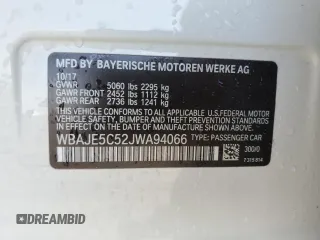 MFD BY BAYERISCHE MOTOREN WERKE AG
10/17
GVWR 5060 lbs 2295 kg
GAWR FRONT 2452 lbs 1112 kg
GAWR REAR 2736 lbs 1241 kg
THIS VEHICLE CONFORMS TO ALL APPLICABLE
U.S. FEDERAL MOTOR VEHICLE SAFETY, BUMPER,
AND THEFT PREVENTION STANDARDS IN EFFECT ON
THE DATE OF MANUFACTURE SHOWN ABOVE.
WBAJE5C52JWA94066 TYPE: PASSENGER CAR
300/0
DREAMBID